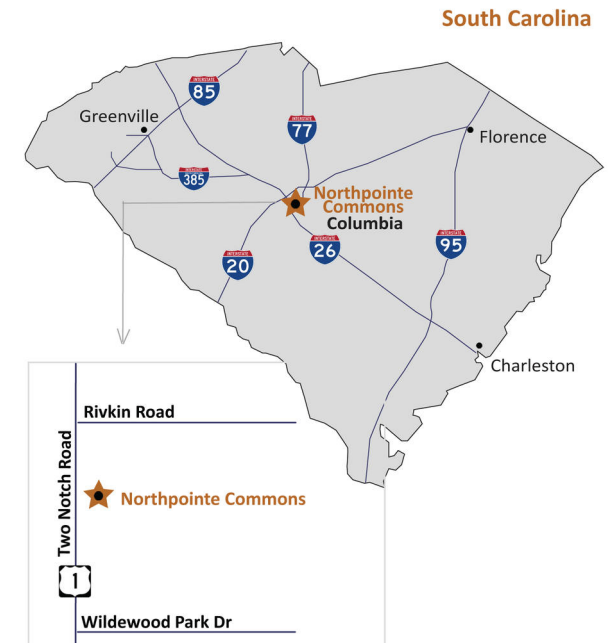 South Carolina
85
Greenville
77
Florence
385
Northpointe
Commons
Columbia
26
95
20
Charleston
Rivkin Road
Two Notch Road
Northpointe Commons
1
Wildewood Park Dr